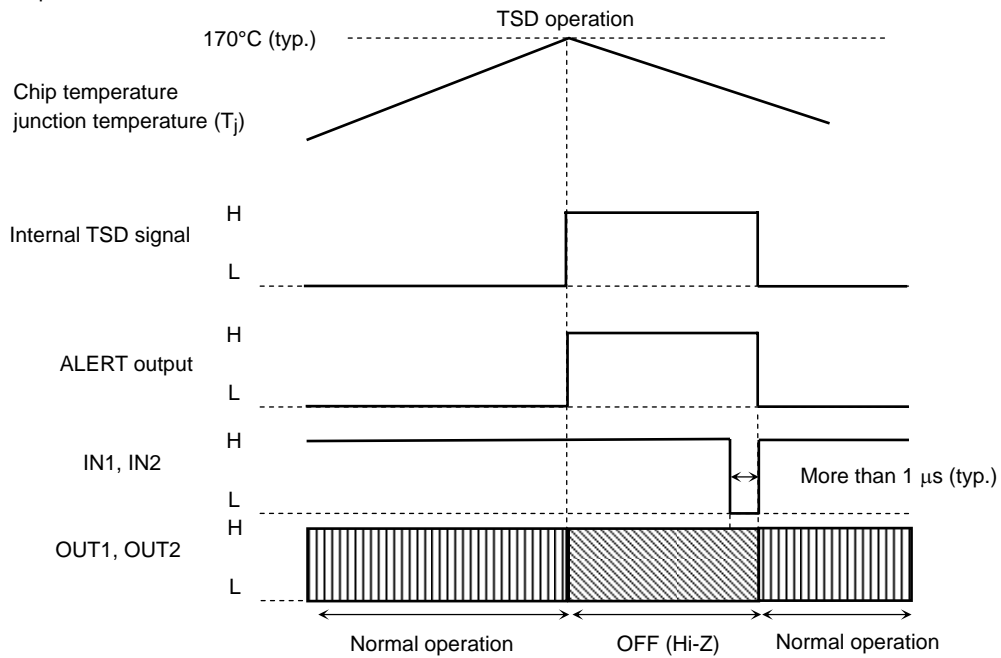 TSD operation
170°C (typ.)
Chip temperature
junction temperature (Tj)
H
Internal TSD signal
L
H
ALERT output
L
H
IN1, IN2
More than 1 μs (typ.)
L
H
OUT1, OUT2
L
Normal operation
OFF (Hi-Z)
Normal operation